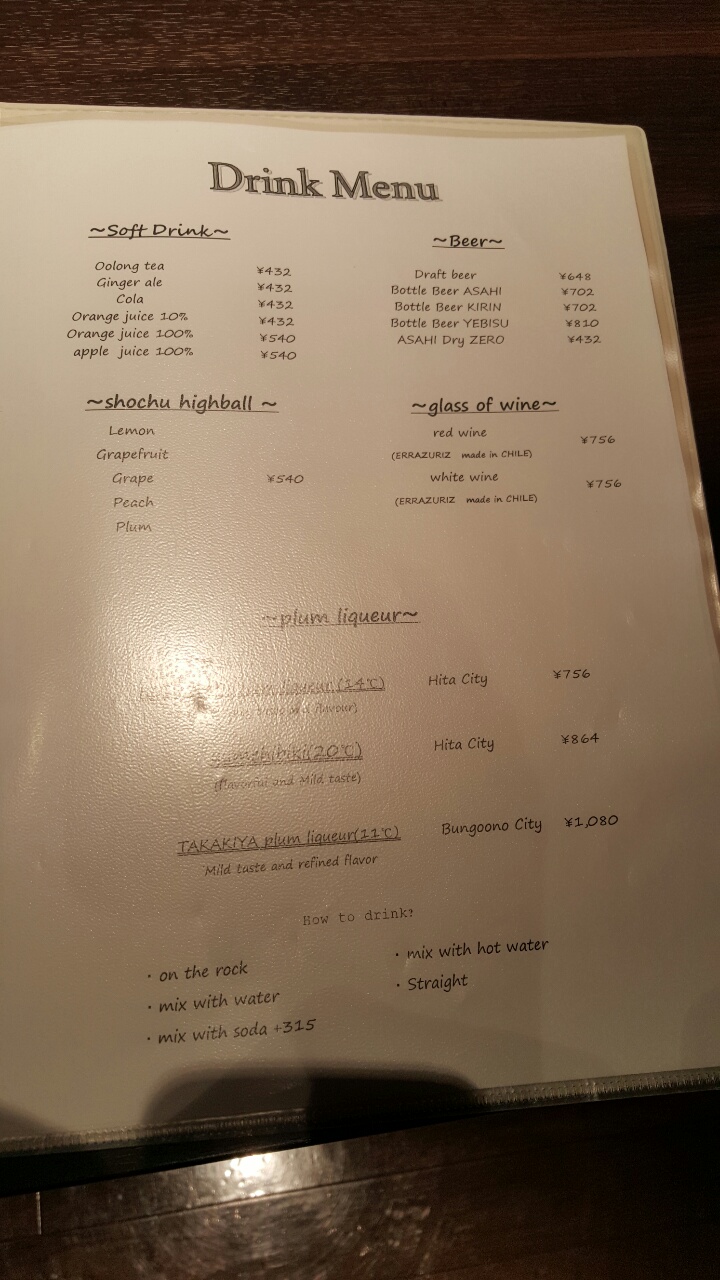 Drink Menu
~Soft Drink~
Oolong tea ¥432
Ginger ale ¥432
Cola ¥432
Orange juice 10% ¥432
Orange juice 100% ¥540
apple juice 100% ¥540
~Beer~
Draft beer ¥648
Bottle Beer ASAHI ¥702
Bottle Beer KIRIN ¥702
Bottle Beer YEBISU ¥810
ASAHI Dry ZERO ¥432
~shochu highball ~
Lemon
Grapefruit
Grape ¥540
Peach
Plum
~glass of wine~
red wine ¥756
(ERRAZURIZ made in CHILE)
white wine ¥756
(ERRAZURIZ made in CHILE)
~plum liqueur~
liqueur(14℃) Hita City ¥756
flavour)
(20℃) Hita City ¥864
(flavorful and Mild taste)
TAKAKIYA plum liqueur(11℃) Bungoono City ¥1,080
Mild taste and refined flavor
How to drink?
· on the rock
· mix with water
· mix with soda +315
· mix with hot water
· Straight